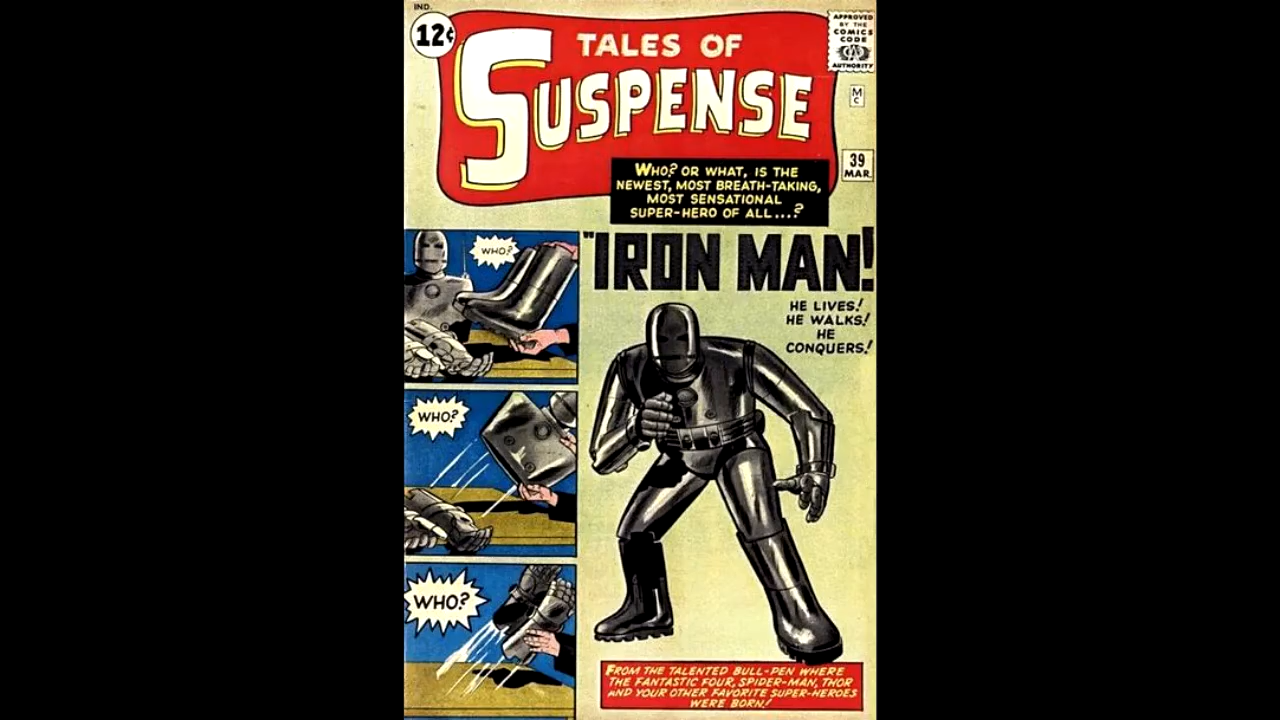 IND.
12¢
TALES OF
SUSPENSE
APPROVED
BY THE
COMICS
CODE
AUTHORITY
M
C
39
MAR.
WHO? OR WHAT, IS THE
NEWEST, MOST BREATH-TAKING,
MOST SENSATIONAL
SUPER-HERO OF ALL...?
"IRON MAN!
HE LIVES!
HE WALKS!
HE
CONQUERS!
WHO?
WHO?
WHO?
FROM THE TALENTED BULL-PEN WHERE
THE FANTASTIC FOUR, SPIDER-MAN, THOR
AND YOUR OTHER FAVORITE SUPER-HEROES
WERE BORN!